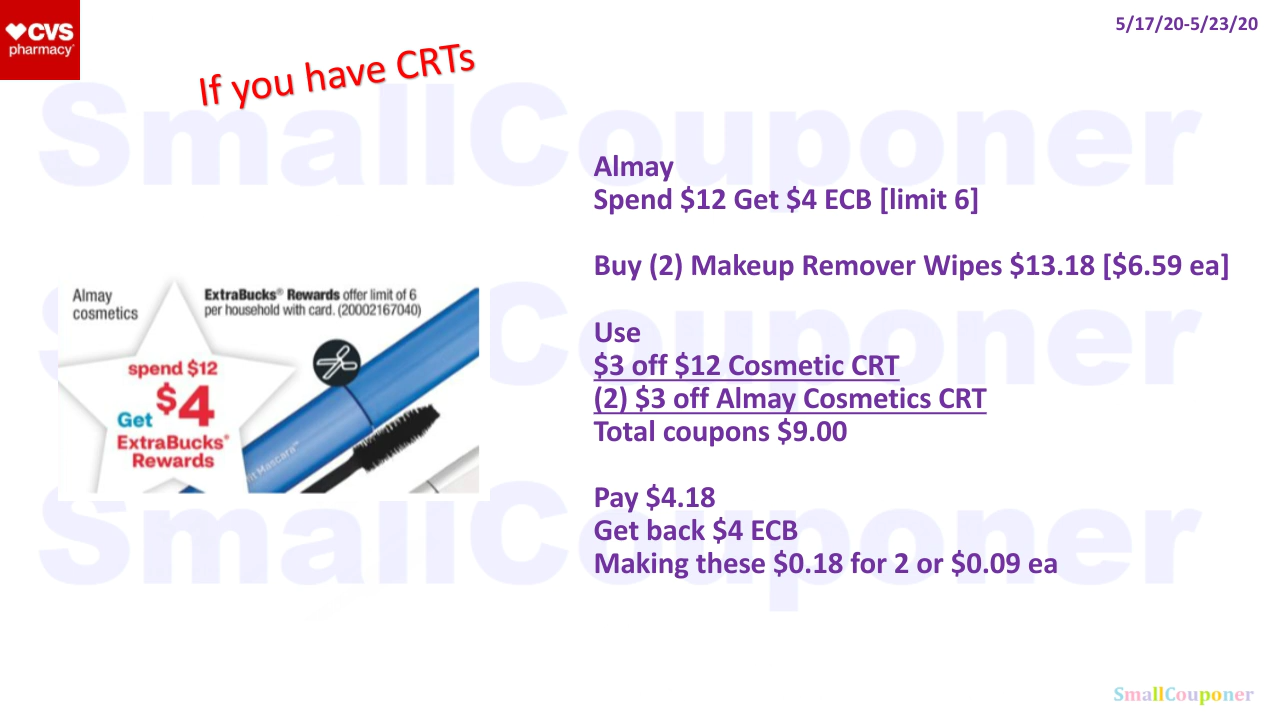 CVS
pharmacy
5/17/20-5/23/20
If you have CRTs
SmallCouponer
Almay
Spend $12 Get $4 ECB [limit 6]
Buy (2) Makeup Remover Wipes $13.18 [$6.59 ea]
Use
$3 off $12 Cosmetic CRT
(2) $3 off Almay Cosmetics CRT
Total coupons $9.00
Pay $4.18
Get back $4 ECB
Making these $0.18 for 2 or $0.09 ea
Almay
cosmetics
ExtraBucks® Rewards offer limit of 6
per household with card. (20002167040)
spend $12
Get $4
ExtraBucks®
Rewards
Mascara™
SmallCouponer
SmallCouponer
SmallCouponer